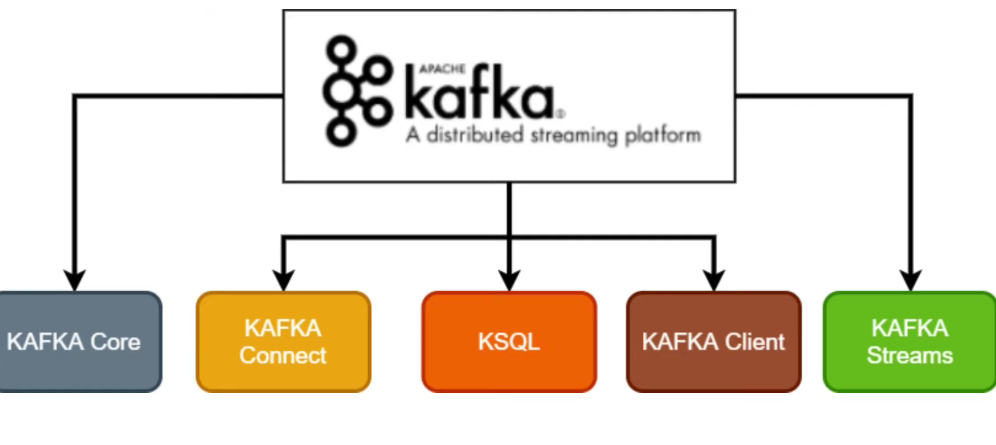 APACHE
kafka®
A distributed streaming platform
KAFKA Core
KAFKA
Connect
KSQL
KAFKA Client
KAFKA
Streams